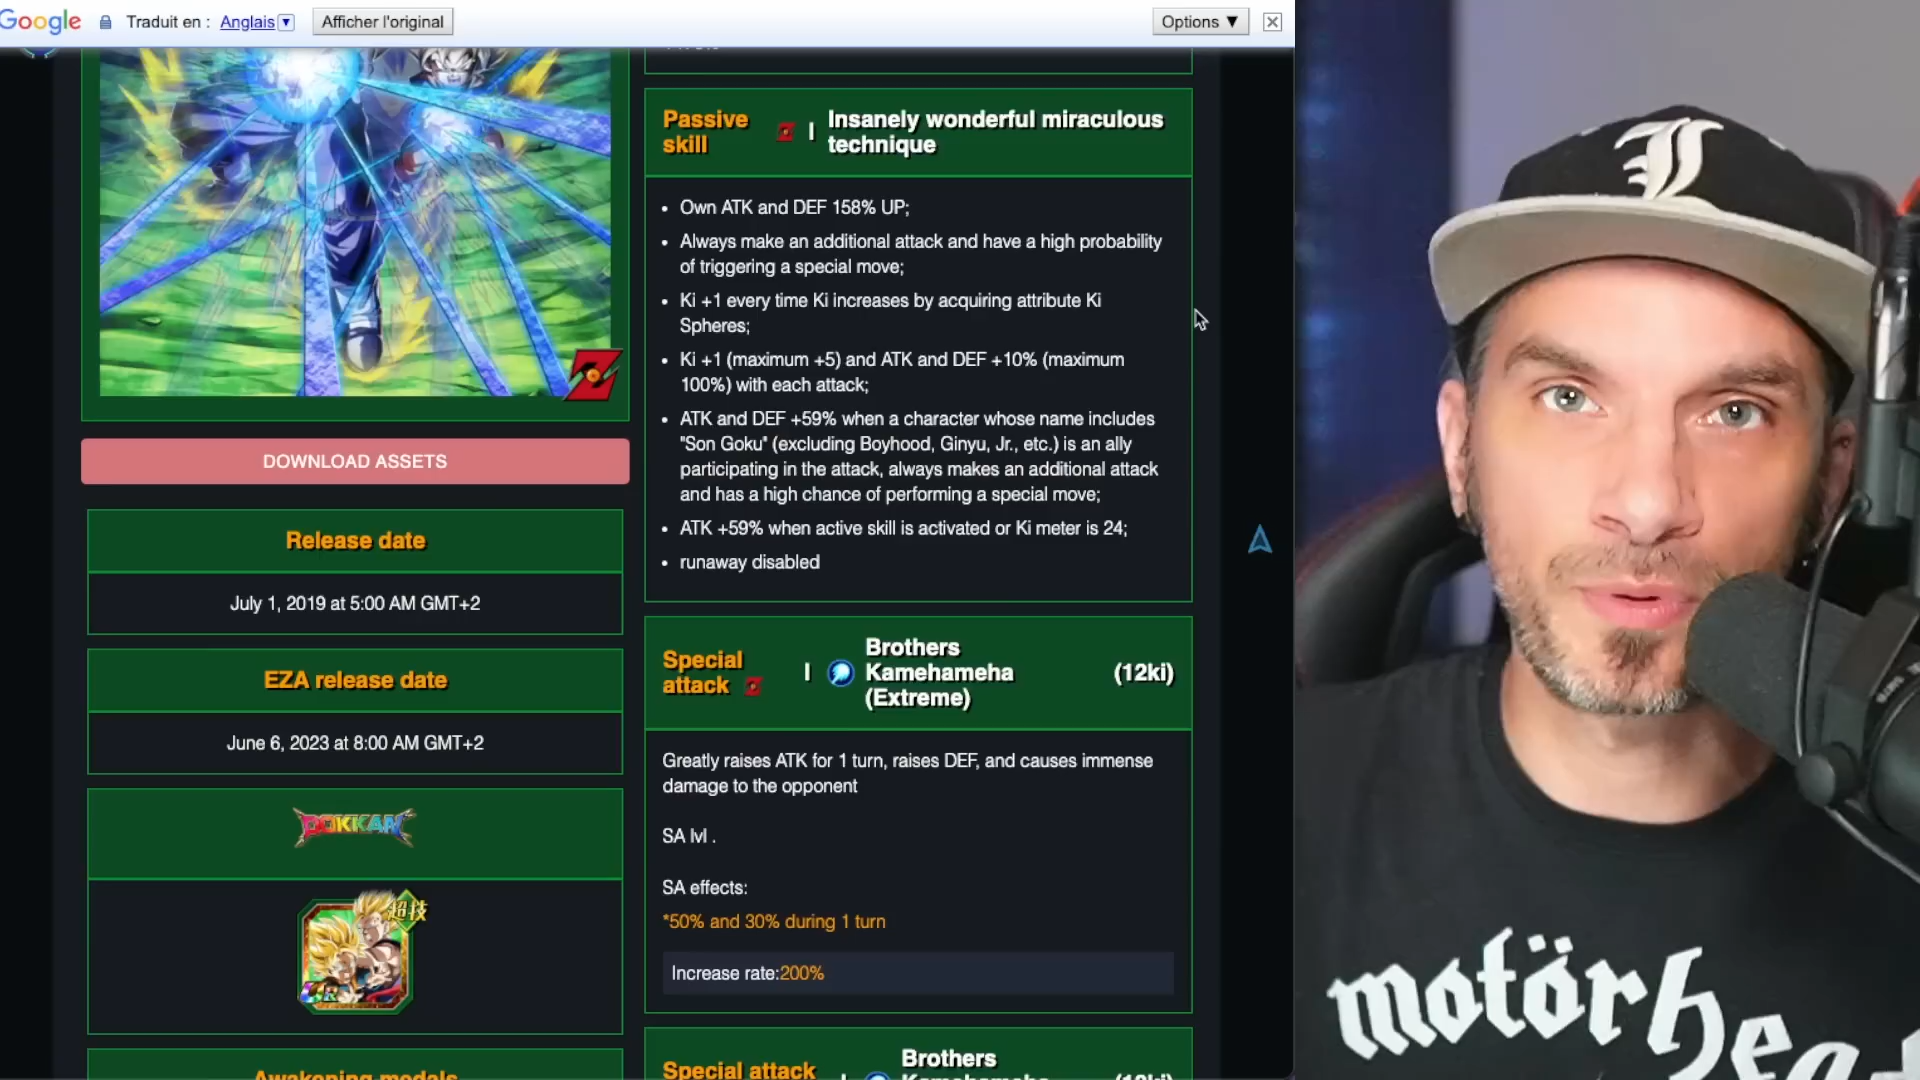 Google
Traduit en :
Anglais
Afficher l'original
Options ▼
Passive
skill
Insanely wonderful miraculous
technique
• Own ATK and DEF 158% UP;
• Always make an additional attack and have a high probability
of triggering a special move;
• Ki +1 every time Ki increases by acquiring attribute Ki
Spheres;
• Ki +1 (maximum +5) and ATK and DEF +10% (maximum
100%) with each attack;
• ATK and DEF +59% when a character whose name includes
"Son Goku" (excluding Boyhood, Ginyu, Jr., etc.) is an ally
participating in the attack, always makes an additional attack
and has a high chance of performing a special move;
• ATK +59% when active skill is activated or Ki meter is 24;
• runaway disabled
DOWNLOAD ASSETS
Release date
July 1, 2019 at 5:00 AM GMT+2
EZA release date
June 6, 2023 at 8:00 AM GMT+2
DOKKAN
超技
Awakening medals
Special
attack
Brothers
Kamehameha
(Extreme)
(12ki)
Greatly raises ATK for 1 turn, raises DEF, and causes immense
damage to the opponent
SA lvl .
SA effects:
*50% and 30% during 1 turn
Increase rate:200%
Special attack
Brothers
Kamehameha
motörhea